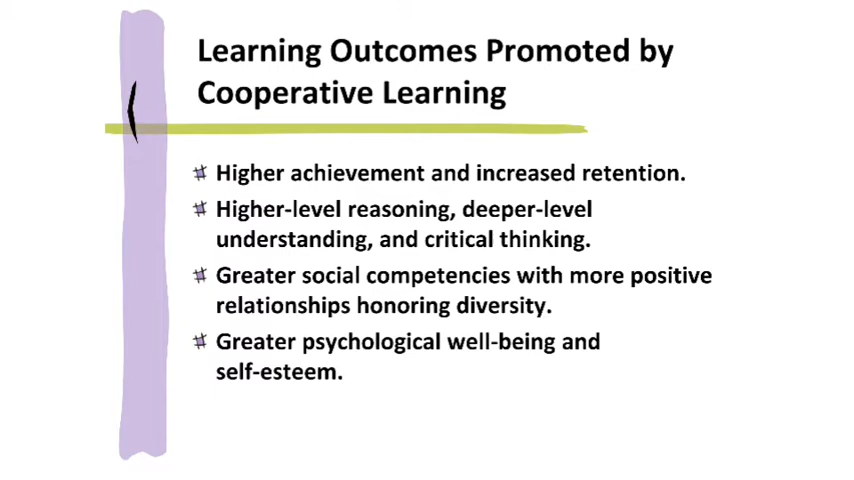 Learning Outcomes Promoted by
Cooperative Learning
Higher achievement and increased retention.
Higher-level reasoning, deeper-level
understanding, and critical thinking.
Greater social competencies with more positive
relationships honoring diversity.
Greater psychological well-being and
self-esteem.